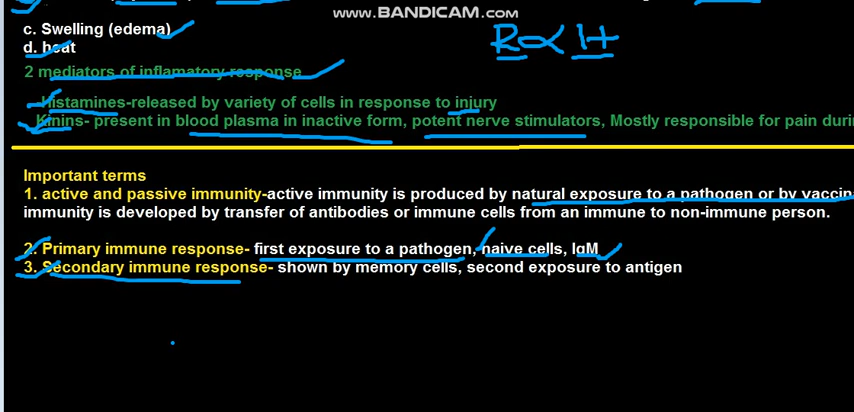 www.BANDICAM.com
c. Swelling (edema)
d. heat
R∝H
2 mediators of inflamatory response
Histamines-released by variety of cells in response to injury
Kinins- present in blood plasma in inactive form, potent nerve stimulators, Mostly responsible for pain
Important terms
1. active and passive immunity-active immunity is produced by natural exposure to a pathogen or by
immunity is developed by transfer of antibodies or immune cells from an immune to non-immune person.
2. Primary immune response- first exposure to a pathogen, naive cells, IgM
3. Secondary immune response- shown by memory cells, second exposure to antigen